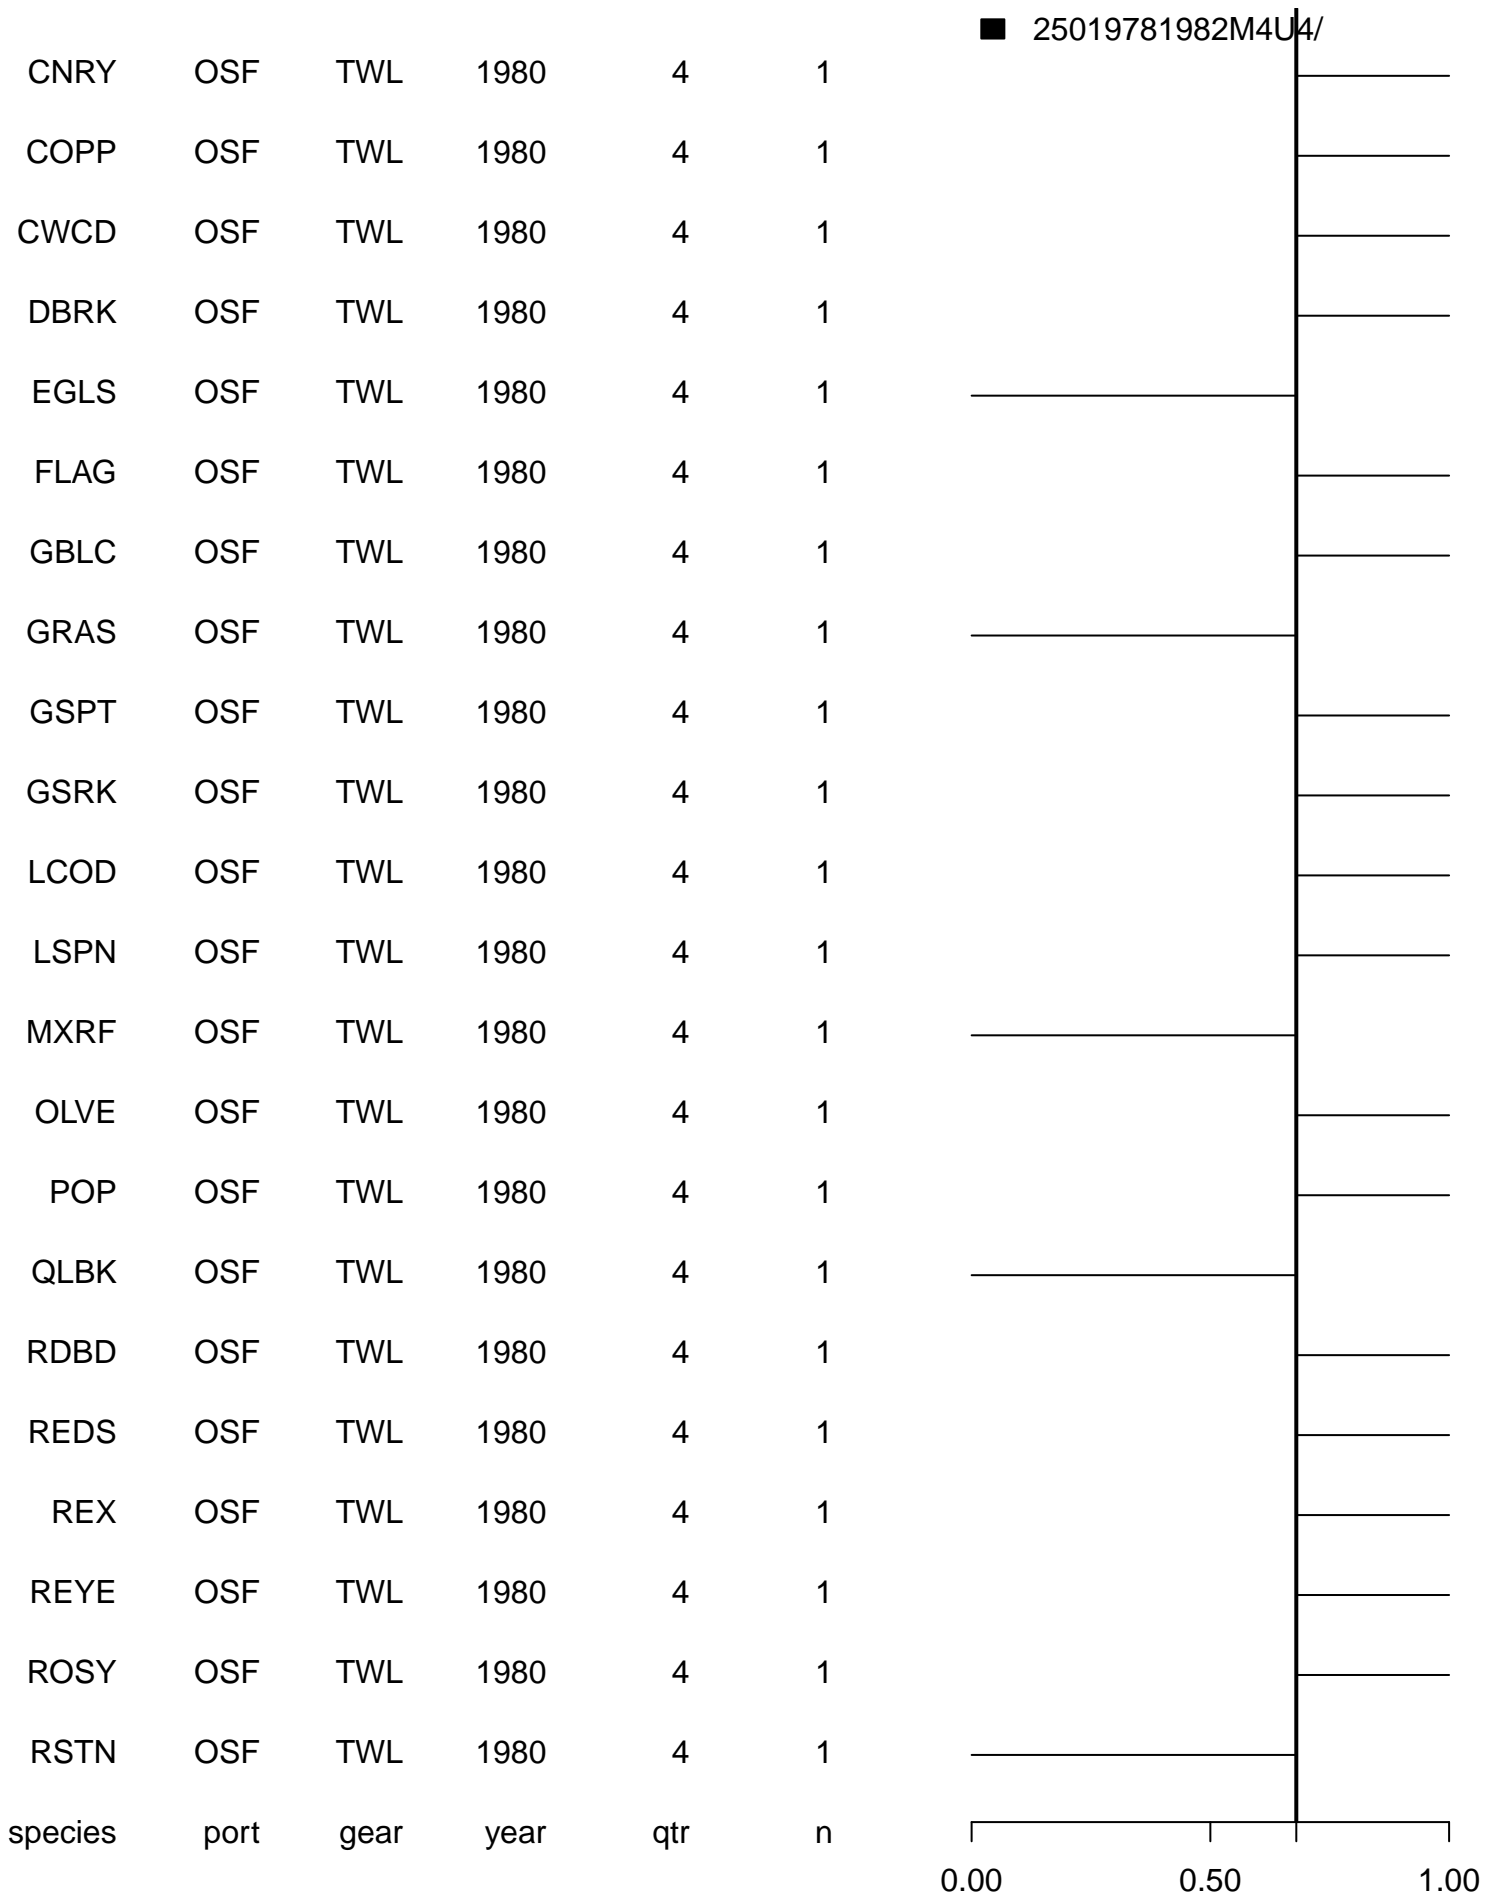 25019781982M4U4/
CNRY OSF TWL 1980 4 1
COPP OSF TWL 1980 4 1
CWCD OSF TWL 1980 4 1
DBRK OSF TWL 1980 4 1
EGLS OSF TWL 1980 4 1
FLAG OSF TWL 1980 4 1
GBLC OSF TWL 1980 4 1
GRAS OSF TWL 1980 4 1
GSPT OSF TWL 1980 4 1
GSRK OSF TWL 1980 4 1
LCOD OSF TWL 1980 4 1
LSPN OSF TWL 1980 4 1
MXRF OSF TWL 1980 4 1
OLVE OSF TWL 1980 4 1
POP OSF TWL 1980 4 1
QLBK OSF TWL 1980 4 1
RDBD OSF TWL 1980 4 1
REDS OSF TWL 1980 4 1
REX OSF TWL 1980 4 1
REYE OSF TWL 1980 4 1
ROSY OSF TWL 1980 4 1
RSTN OSF TWL 1980 4 1
species port gear year qtr n
0.00 0.50 1.00